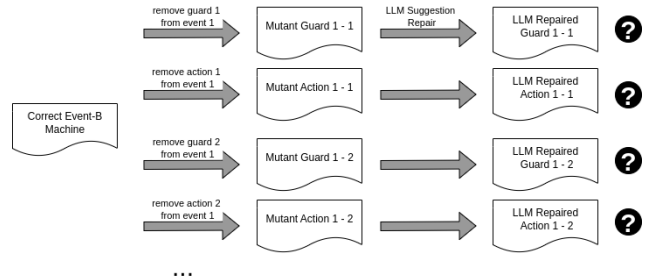 remove guard 1
from event 1
Mutant Guard 1 - 1
LLM Suggestion
Repair
LLM Repaired
Guard 1 - 1
?
remove action 1
from event 1
Mutant Action 1 - 1
LLM Repaired
Action 1 - 1
?
Correct Event-B
Machine
remove guard 2
from event 1
Mutant Guard 1 - 2
LLM Repaired
Guard 1 - 2
?
remove action 2
from event 1
Mutant Action 1 - 2
LLM Repaired
Action 1 - 2
?
...